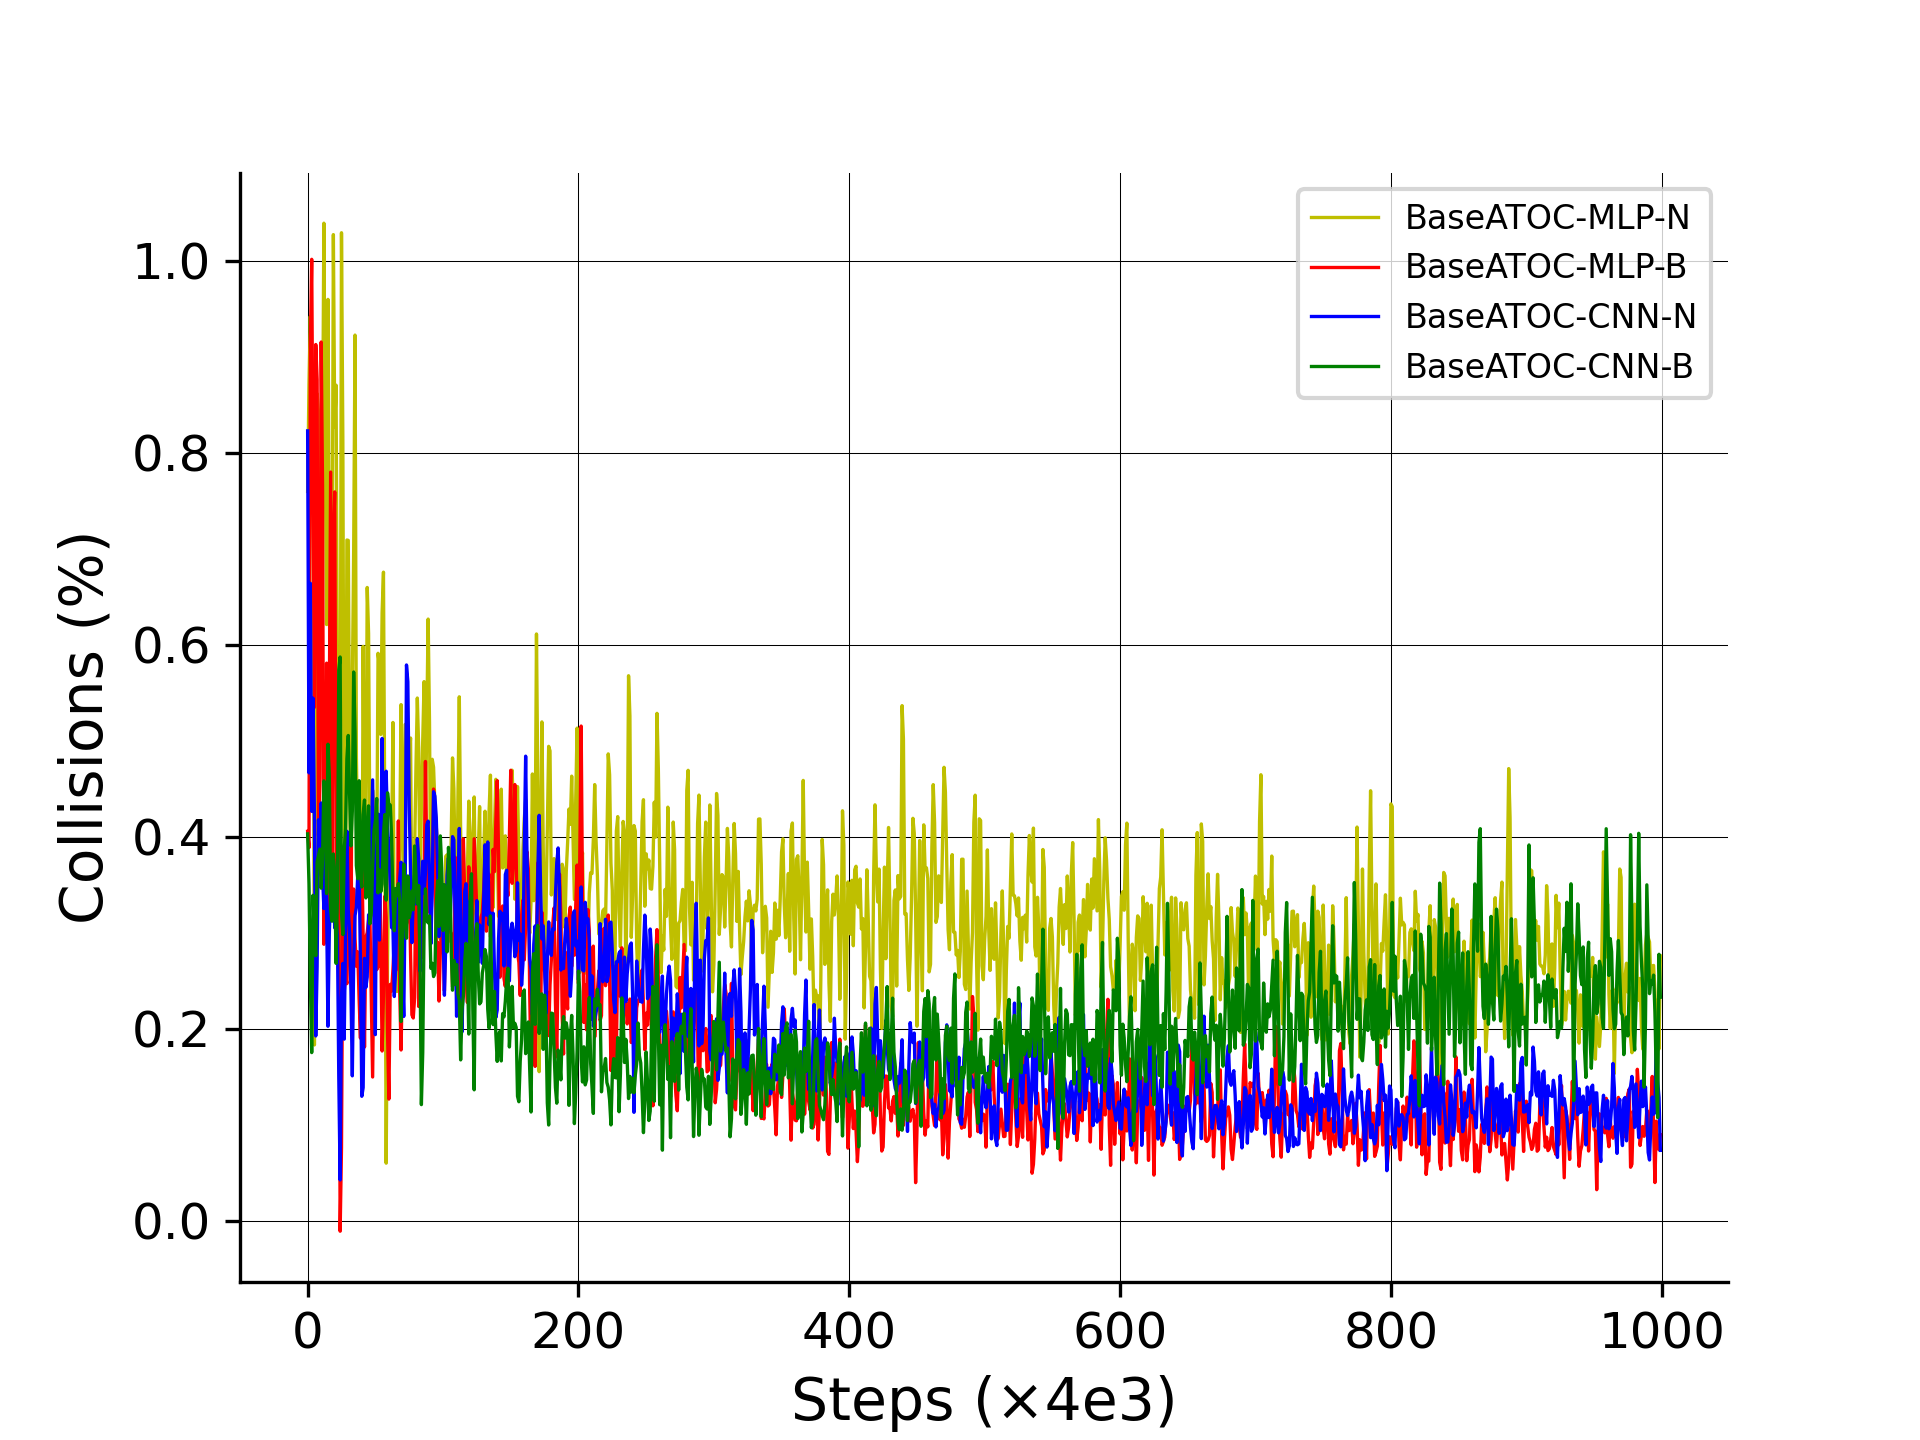 BaseATOC-MLP-N
BaseATOC-MLP-B
BaseATOC-CNN-N
BaseATOC-CNN-B
Collisions (%)
1.0
0.8
0.6
0.4
0.2
0.0
0 200 400 600 800 1000
Steps (×4e3)